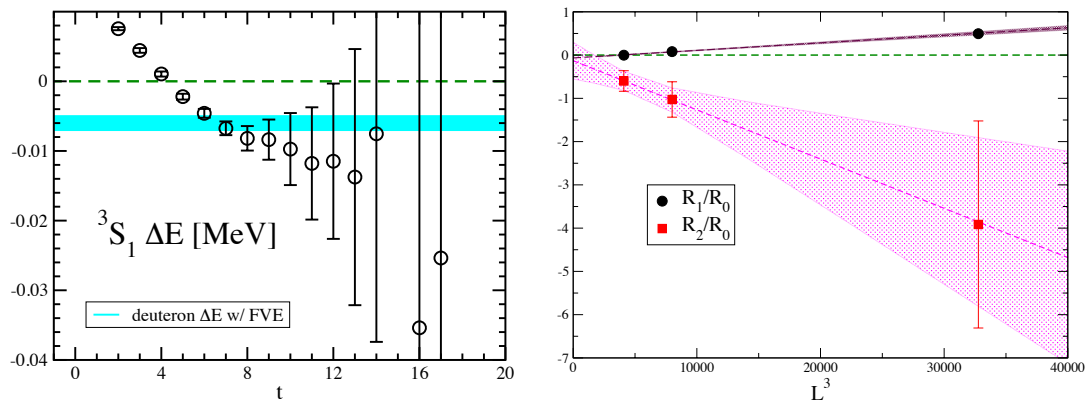 0
-0.01
-0.02
-0.03
-0.04
³S₁ ΔE [MeV]
deuteron ΔE w/ FVE
0 4 8 12 16 20
t
1
0
-1
-2
-3
-4
-5
-6
-7
R₁/R₀
R₂/R₀
0 10000 20000 30000 40000
L³